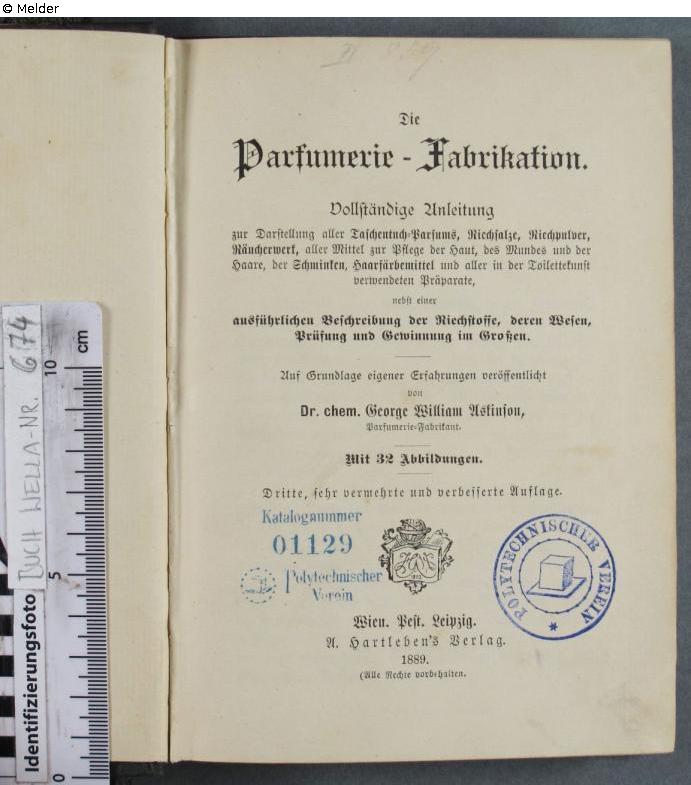 © Melder
Die
Parfumerie - Fabrikation.
Vollständige Anleitung
zur Darstellung aller Taschentuch-Parfums, Riechsalze, Riechpulver,
Räucherwerk, aller Mittel zur Pflege der Haut, des Mundes und der
Haare, der Schminken, Haarfärbemittel und aller in der Toilettekunst
verwendeten Präparate,
nebst einer
ausführlichen Beschreibung der Riechstoffe, deren Wesen,
Prüfung und Gewinnung im Großen.
Auf Grundlage eigener Erfahrungen veröffentlicht
von
Dr. chem. George William Askinson,
Parfumerie-Fabrikant.
Mit 32 Abbildungen.
Dritte, sehr vermehrte und verbesserte Auflage.
Katalognummer
01129
Polytechnischer
Verein
POLYTECHNISCHER VEREIN
Wien. Pest. Leipzig.
A. Hartleben's Verlag.
1889.
(Alle Rechte vorbehalten.
Identifizierungsfoto
BUCH WELLA-NR. 674
0
5
10
cm